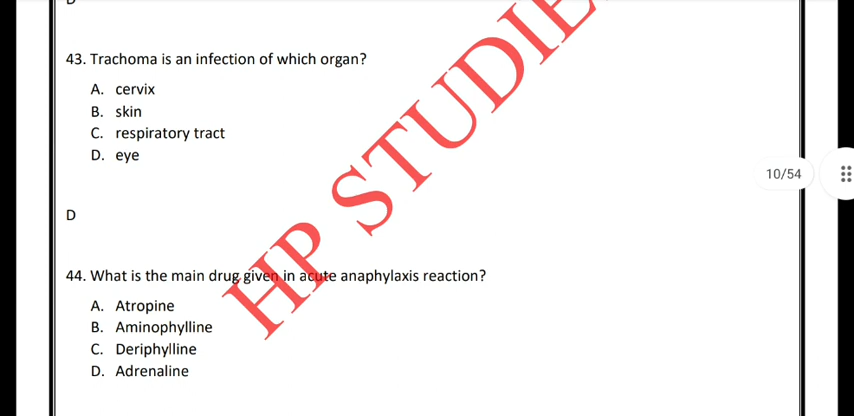 43. Trachoma is an infection of which organ?
A. cervix
B. skin
C. respiratory tract
D. eye
10/54
D
44. What is the main drug given in acute anaphylaxis reaction?
A. Atropine
B. Aminophylline
C. Deriphylline
D. Adrenaline
HP STUDIE